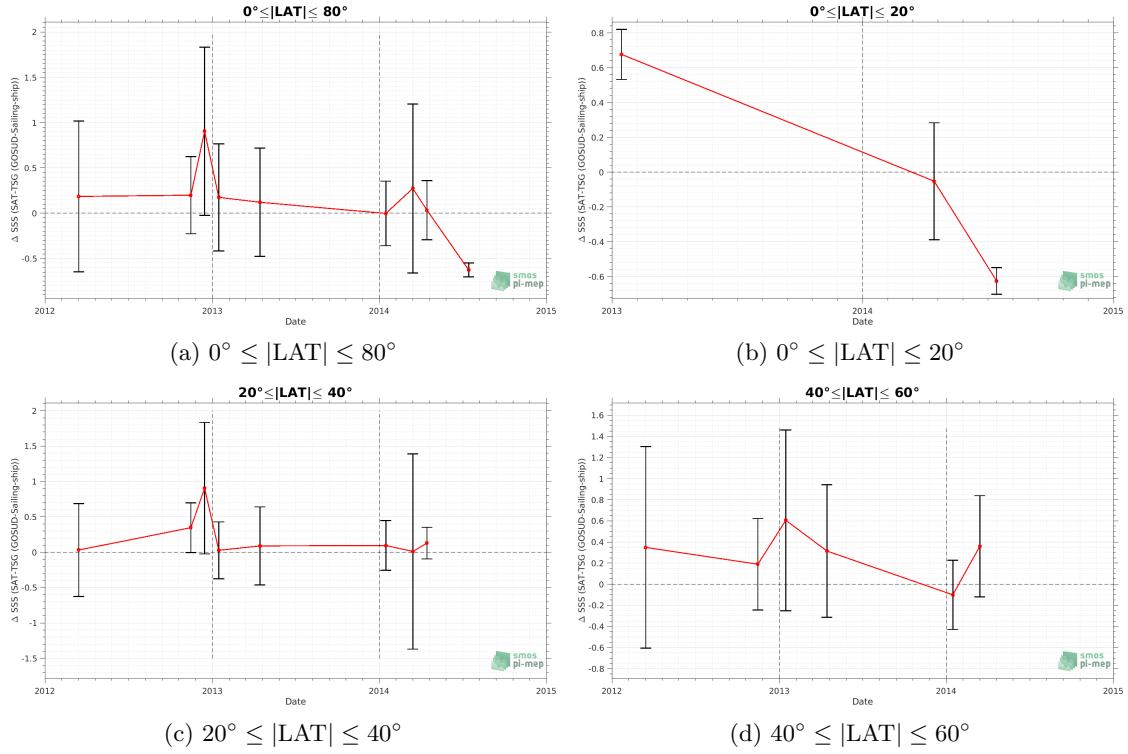 0°≤|LAT|≤ 80°
2
1.5
1
0.5
0
-0.5
Δ SSS (SAT-TSG (GOSUD-Sailing-ship))
2012
2013
2014
2015
Date
smos
pi-mep
(a) 0° ≤ |LAT| ≤ 80°
0°≤|LAT|≤ 20°
0.8
0.6
0.4
0.2
0
-0.2
-0.4
-0.6
Δ SSS (SAT-TSG (GOSUD-Sailing-ship))
2013
2014
2015
Date
smos
pi-mep
(b) 0° ≤ |LAT| ≤ 20°
20°≤|LAT|≤ 40°
2
1.5
1
0.5
0
-0.5
-1
-1.5
Δ SSS (SAT-TSG (GOSUD-Sailing-ship))
2012
2013
2014
2015
Date
smos
pi-mep
(c) 20° ≤ |LAT| ≤ 40°
40°≤|LAT|≤ 60°
1.6
1.4
1.2
1
0.8
0.6
0.4
0.2
0
-0.2
-0.4
-0.6
-0.8
Δ SSS (SAT-TSG (GOSUD-Sailing-ship))
2012
2013
2014
2015
Date
smos
pi-mep
(d) 40° ≤ |LAT| ≤ 60°